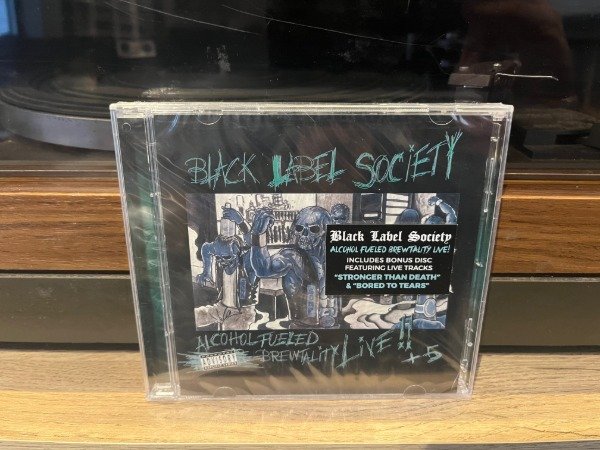 BLACK LABEL SOCIETY
Black Label Society
ALCOHOL FUELED BREWTALITY LIVE!
INCLUDES BONUS DISC
FEATURING LIVE TRACKS
"STRONGER THAN DEATH"
& "BORED TO TEARS"
ALCOHOL FUELED
BREWTALITY LIVE!!
+5